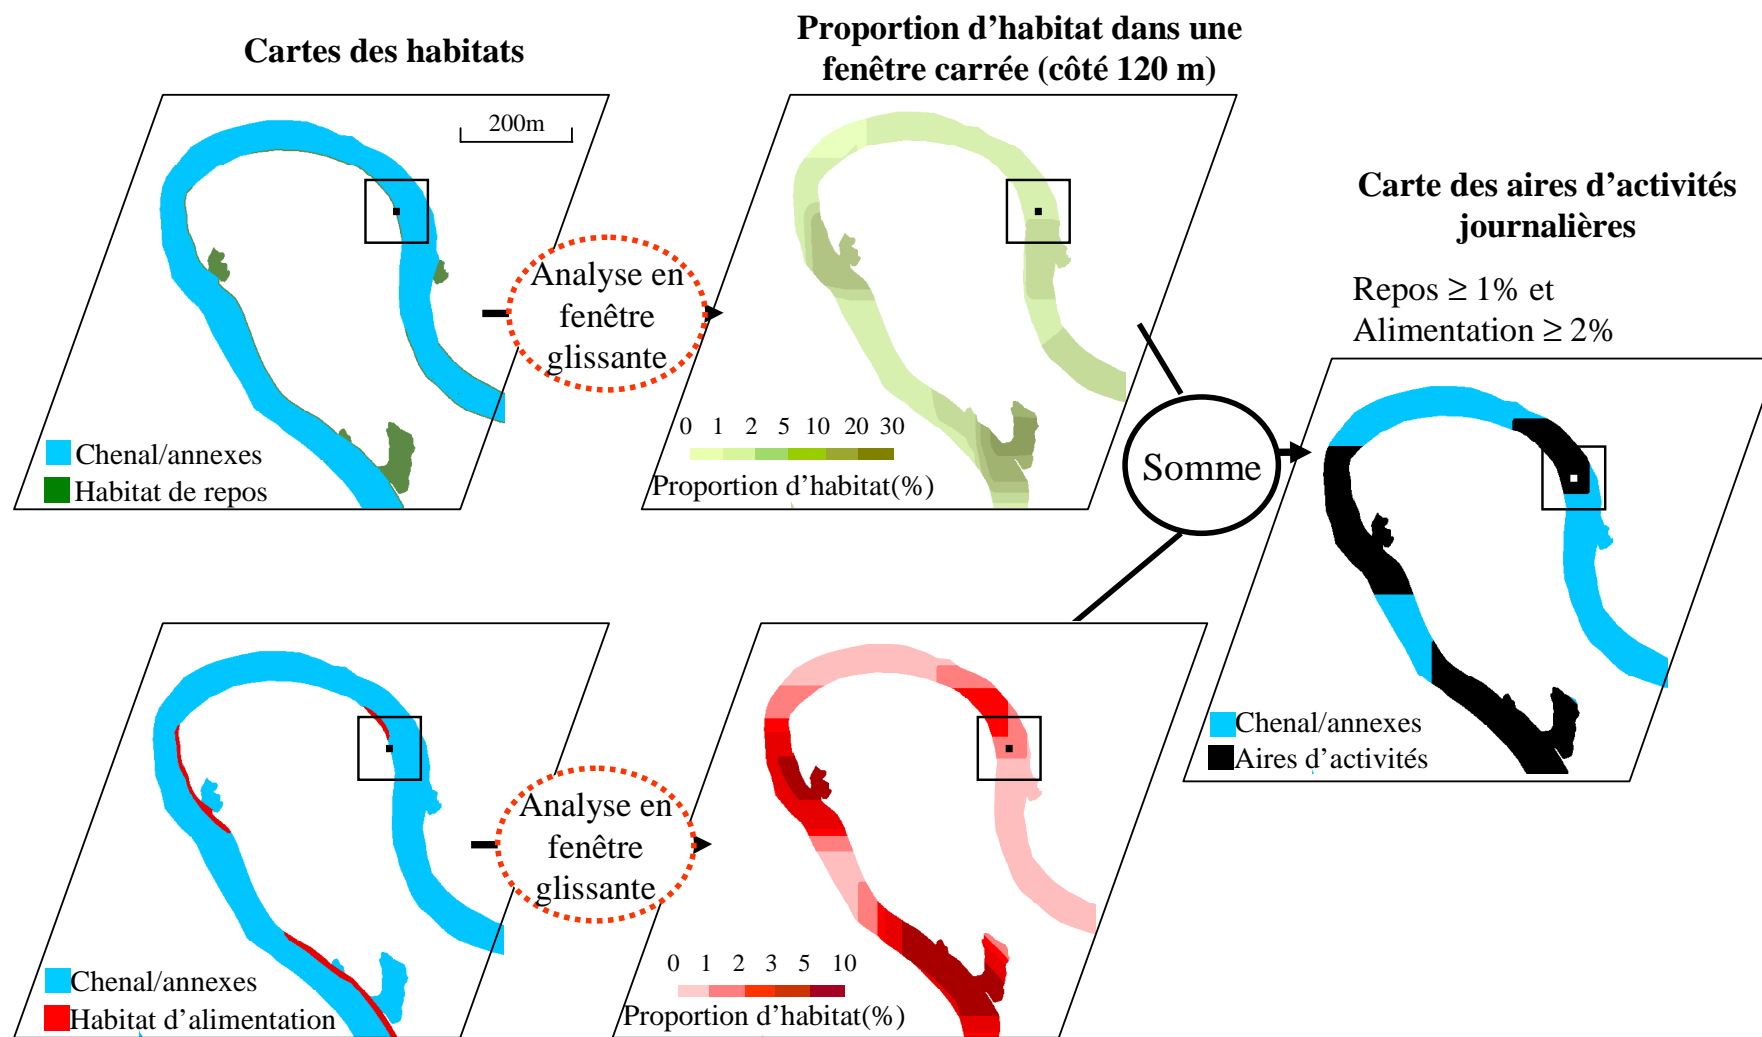 Cartes des habitats
Proportion d’habitat dans une
fenêtre carrée (côté 120 m)
200m
Chenal/annexes
Habitat de repos
Analyse en
fenêtre
glissante
0 1 2 5 10 20 30
Proportion d’habitat(%)
Carte des aires d’activités
journalières
Repos ≥ 1% et
Alimentation ≥ 2%
Somme
Chenal/annexes
Aires d’activités
Chenal/annexes
Habitat d’alimentation
Analyse en
fenêtre
glissante
0 1 2 3 5 10
Proportion d’habitat(%)